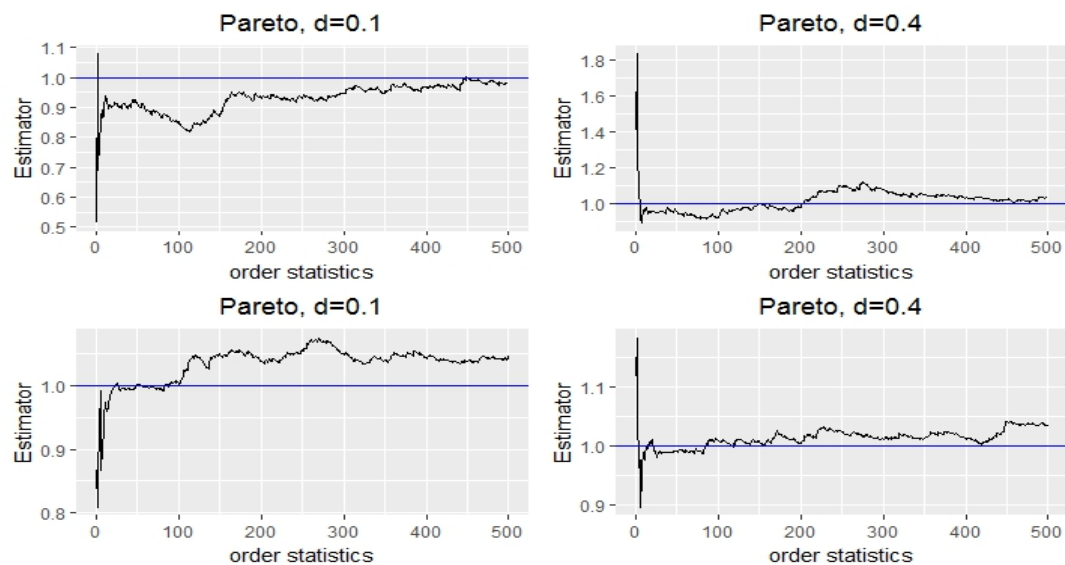 Pareto, d=0.1
Estimator
1.1
1.0
0.9
0.8
0.7
0.6
0.5
0 100 200 300 400 500
order statistics
Pareto, d=0.4
Estimator
1.8
1.6
1.4
1.2
1.0
0 100 200 300 400 500
order statistics
Pareto, d=0.1
Estimator
1.0
0.9
0.8
0 100 200 300 400 500
order statistics
Pareto, d=0.4
Estimator
1.1
1.0
0.9
0 100 200 300 400 500
order statistics